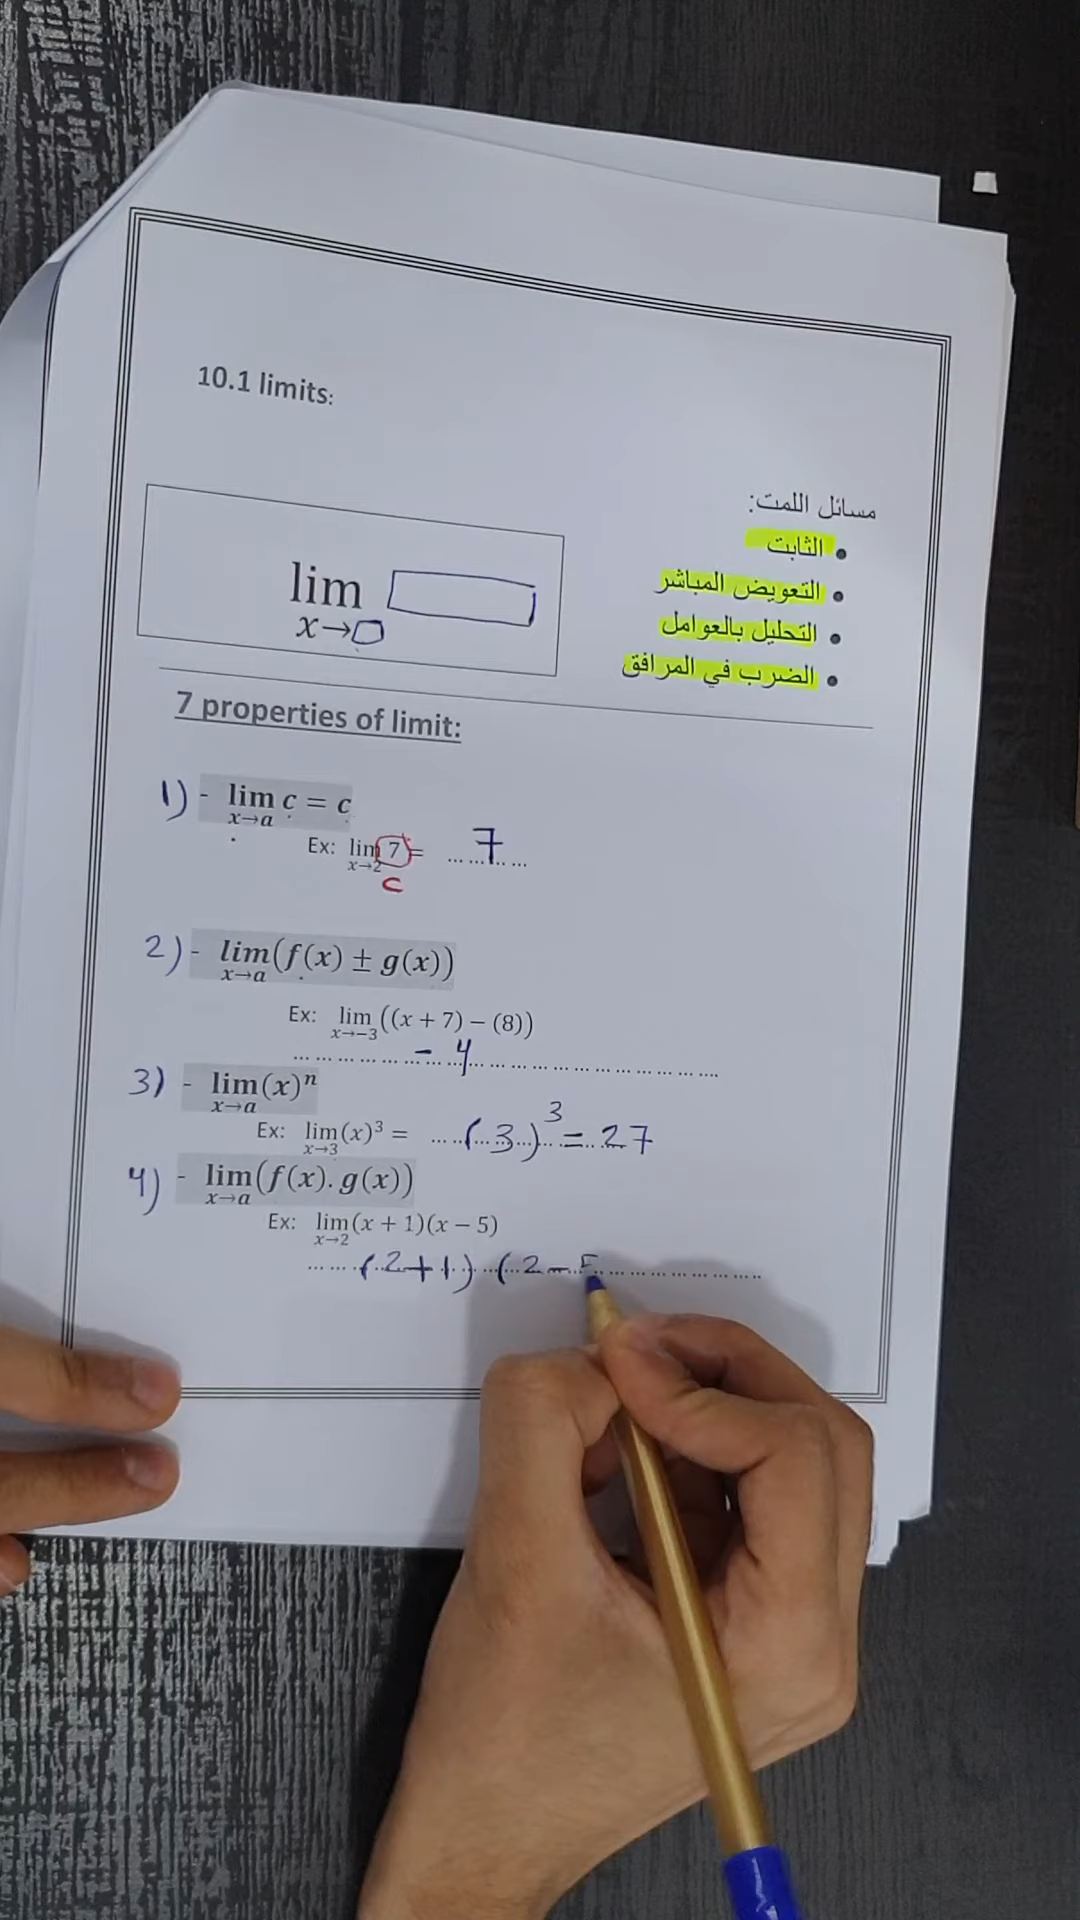 10.1 limits:
مسائل اللمت:
• الثابت
• التعويض المباشر
• التحليل بالعوامل
• الضرب في المرافق
lim
x→
7 properties of limit:
1) - lim c = c
x→a
Ex: lim 7 = ... 7 ...
x→2
c
2) - lim(f(x) ± g(x))
x→a
Ex: lim ((x + 7) − (8))
x→−3
− 4
3) - lim(x)ⁿ
x→a
Ex: lim(x)³ = (3)³ = 27
x→3
4) - lim(f(x). g(x))
x→a
Ex: lim(x + 1)(x − 5)
x→2
(2+1) (2−5